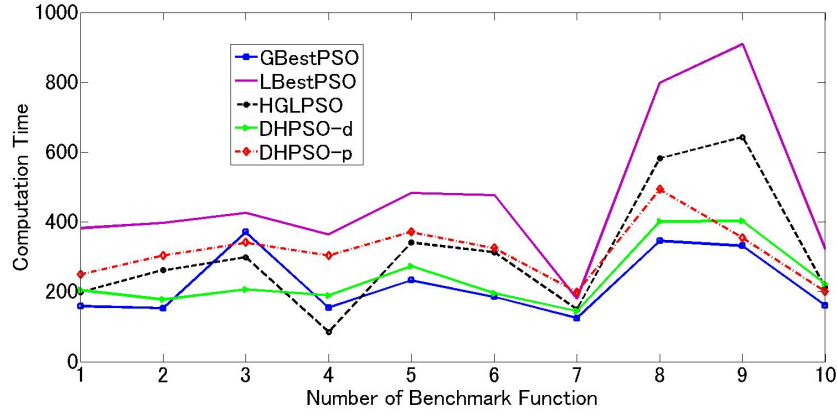 1000
800
600
400
200
0
Computation Time
GBestPSO
LBestPSO
HGLPSO
DHPSO-d
DHPSO-p
1 2 3 4 5 6 7 8 9 10
Number of Benchmark Function